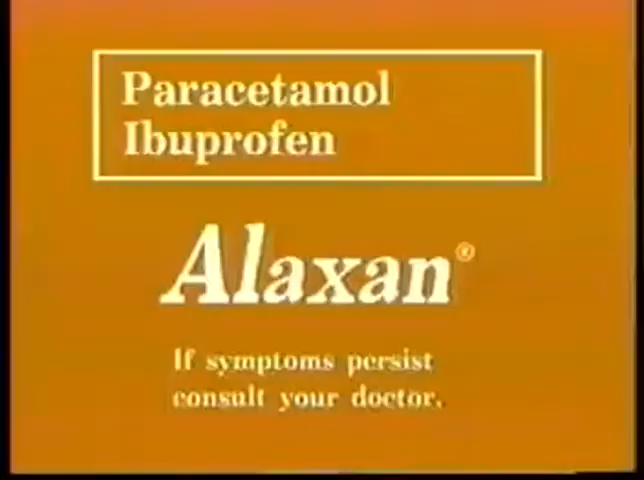 Paracetamol
Ibuprofen
Alaxan®
If symptoms persist
consult your doctor.